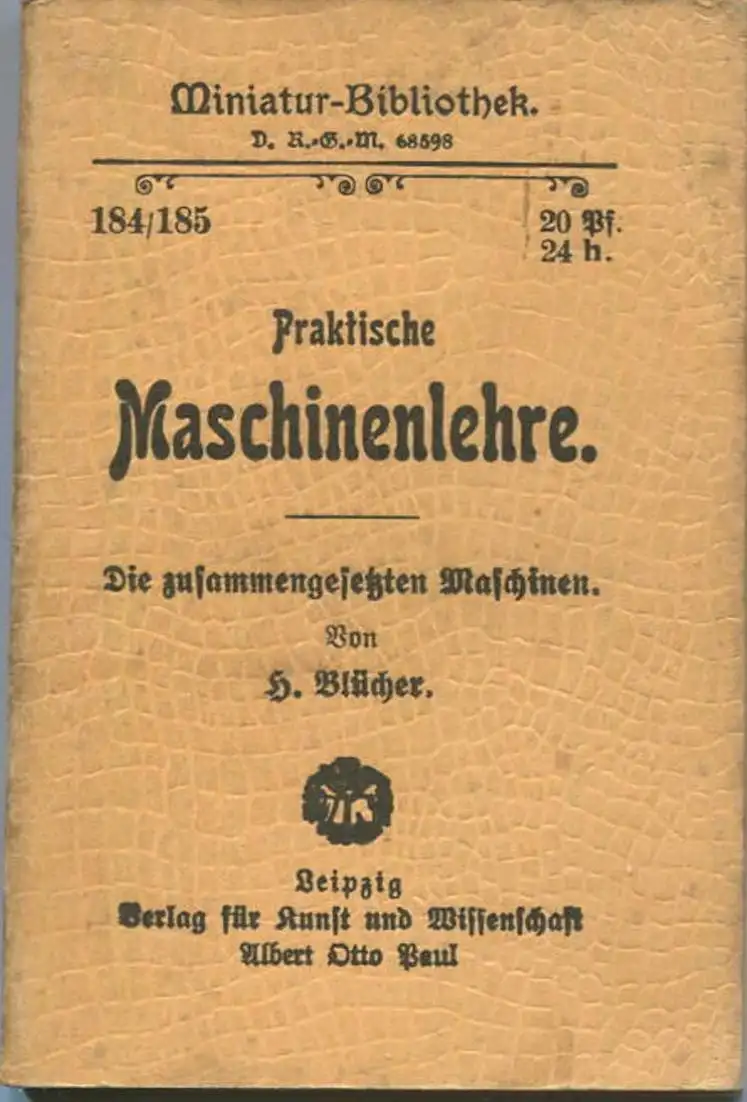 Miniatur-Bibliothek.
D. R.-G.-M. 68598
184/185 20 Pf.
24 h.
Praktische
Maschinenlehre.
Die zusammengesetzten Maschinen.
Von
H. Blücher.
Leipzig
Verlag für Kunst und Wissenschaft
Albert Otto Paul